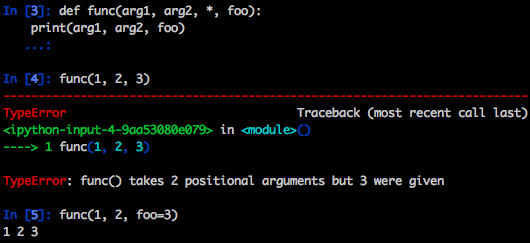 In [3]: def func(arg1, arg2, *, foo):
    print(arg1, arg2, foo)
   ...:
In [4]: func(1, 2, 3)
---------------------------------------------------------------------------
TypeError                                 Traceback (most recent call last)
<ipython-input-4-9aa53080e079> in <module>()
----> 1 func(1, 2, 3)
TypeError: func() takes 2 positional arguments but 3 were given
In [5]: func(1, 2, foo=3)
1 2 3